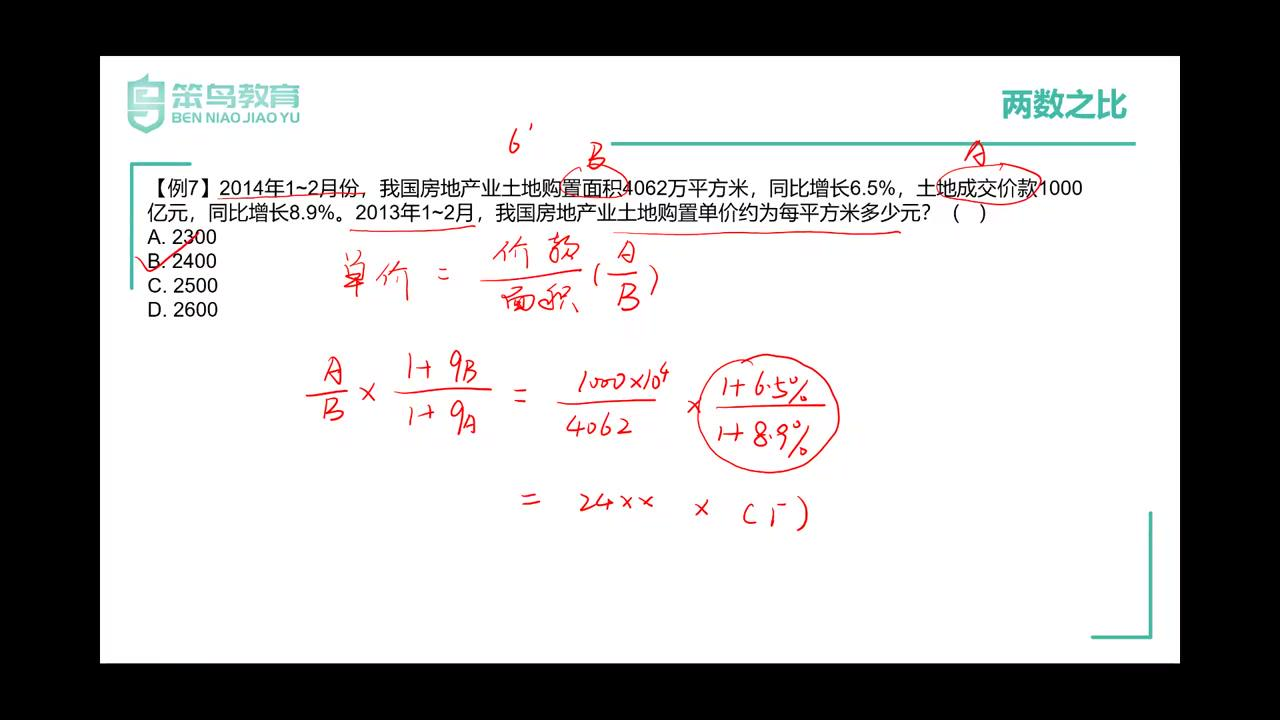 笨鸟教育
BEN NIAO JIAO YU
两数之比
6'
B
A
【例7】2014年1~2月份，我国房地产业土地购置面积4062万平方米，同比增长6.5%，土地成交价款1000
亿元，同比增长8.9%。2013年1~2月，我国房地产业土地购置单价约为每平方米多少元？（ ）
A. 2300
B. 2400
C. 2500
D. 2600
单价 = 价款/面积 (A/B)
A/B × 1+qB/1+qA = 1000×10⁴/4062 × 1+6.5%/1+8.9%
= 24×× × (1⁻)